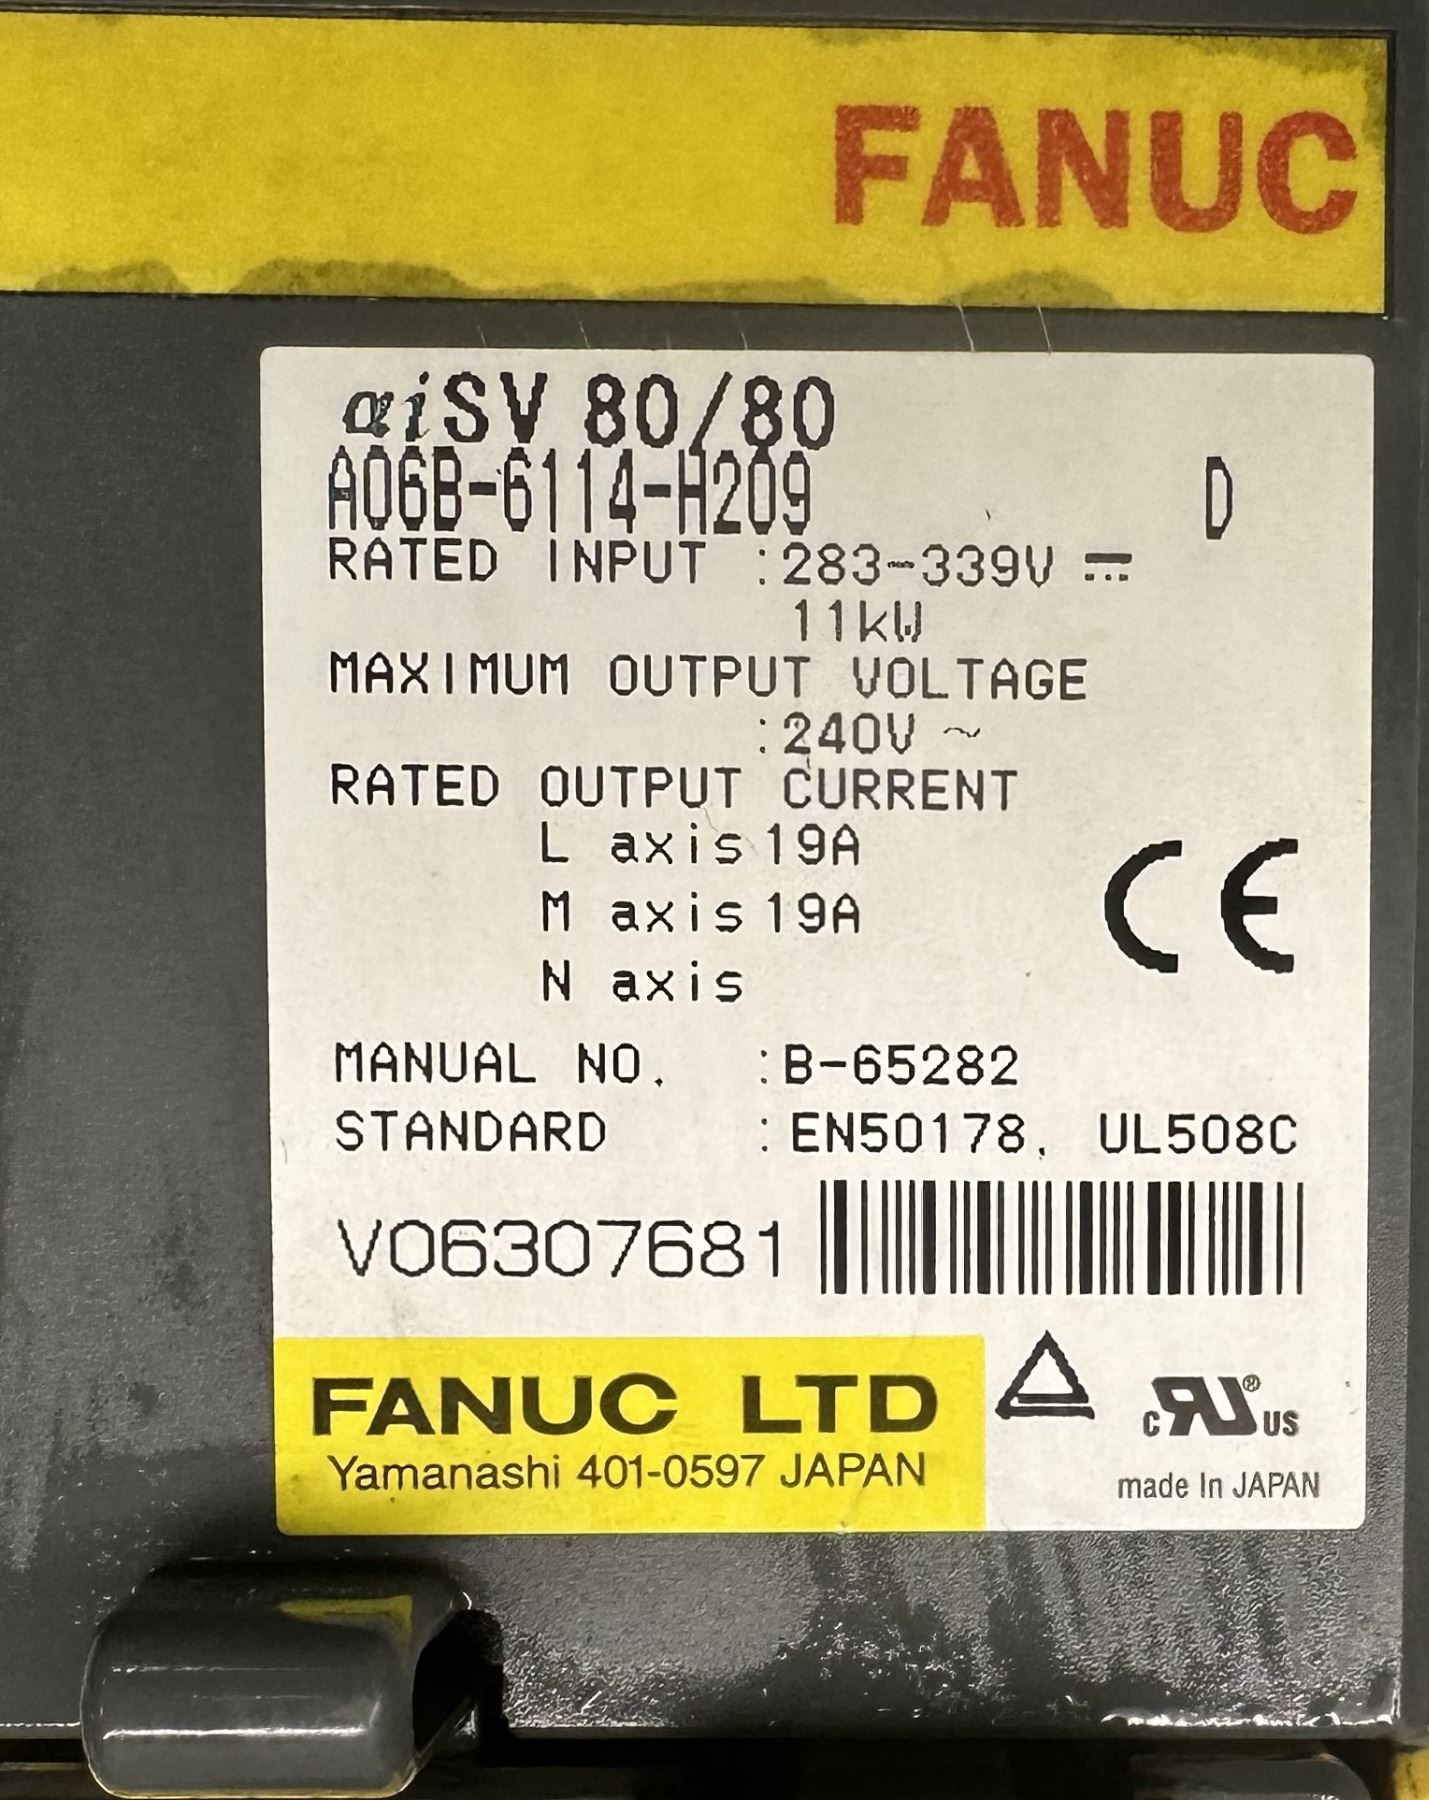 FANUC
αiSV 80/80
A06B-6114-H209 D
RATED INPUT :283-339V ⎓
11kW
MAXIMUM OUTPUT VOLTAGE
:240V ~
RATED OUTPUT CURRENT
L axis 19A
M axis 19A
N axis
CE
MANUAL NO. :B-65282
STANDARD :EN50178, UL508C
V06307681
FANUC LTD
Yamanashi 401-0597 JAPAN
c RU ® US
made In JAPAN